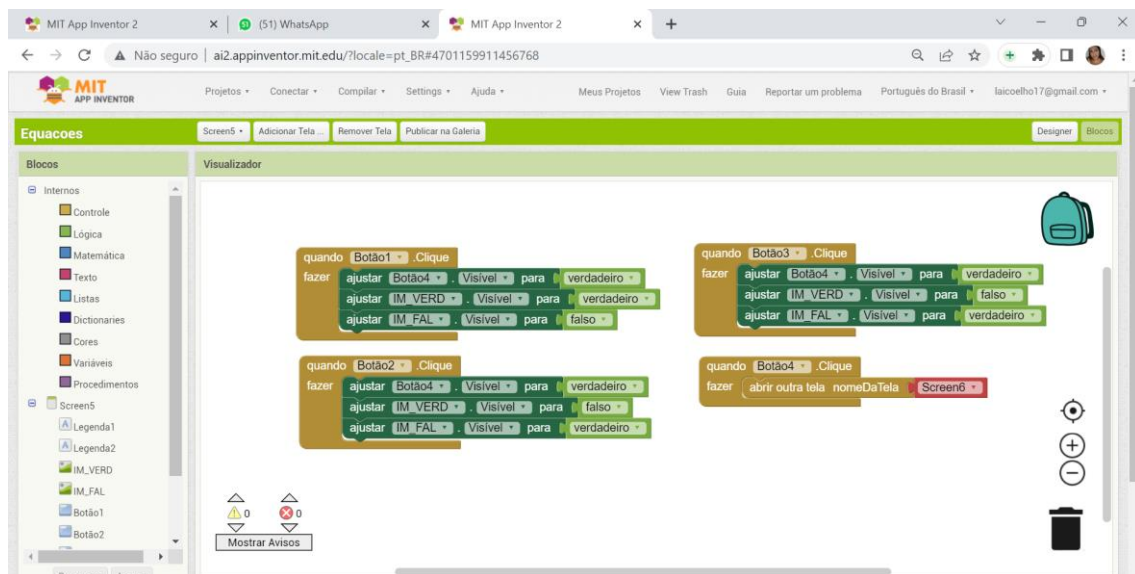 MIT App Inventor 2
(51) WhatsApp
MIT App Inventor 2
Não seguro | ai2.appinventor.mit.edu/?locale=pt_BR#4701159911456768
MIT
APP INVENTOR
Projetos Conectar Compilar Settings Ajuda Meus Projetos View Trash Guia Reportar um problema Português do Brasil laicoelho17@gmail.com
Equacoes
Screen5 Adicionar Tela ... Remover Tela Publicar na Galeria Designer Blocos
Blocos
Visualizador
Internos
Controle
Lógica
Matemática
Texto
Listas
Dictionaries
Cores
Variáveis
Procedimentos
Screen5
Legenda1
Legenda2
IM_VERD
IM_FAL
Botão1
Botão2
quando Botão1 .Clique
fazer ajustar Botão4 . Visível para verdadeiro
ajustar IM_VERD . Visível para verdadeiro
ajustar IM_FAL . Visível para falso
quando Botão2 .Clique
fazer ajustar Botão4 . Visível para verdadeiro
ajustar IM_VERD . Visível para falso
ajustar IM_FAL . Visível para verdadeiro
quando Botão3 .Clique
fazer ajustar Botão4 . Visível para verdadeiro
ajustar IM_VERD . Visível para falso
ajustar IM_FAL . Visível para verdadeiro
quando Botão4 .Clique
fazer abrir outra tela nomeDaTela Screen6
0 0
Mostrar Avisos